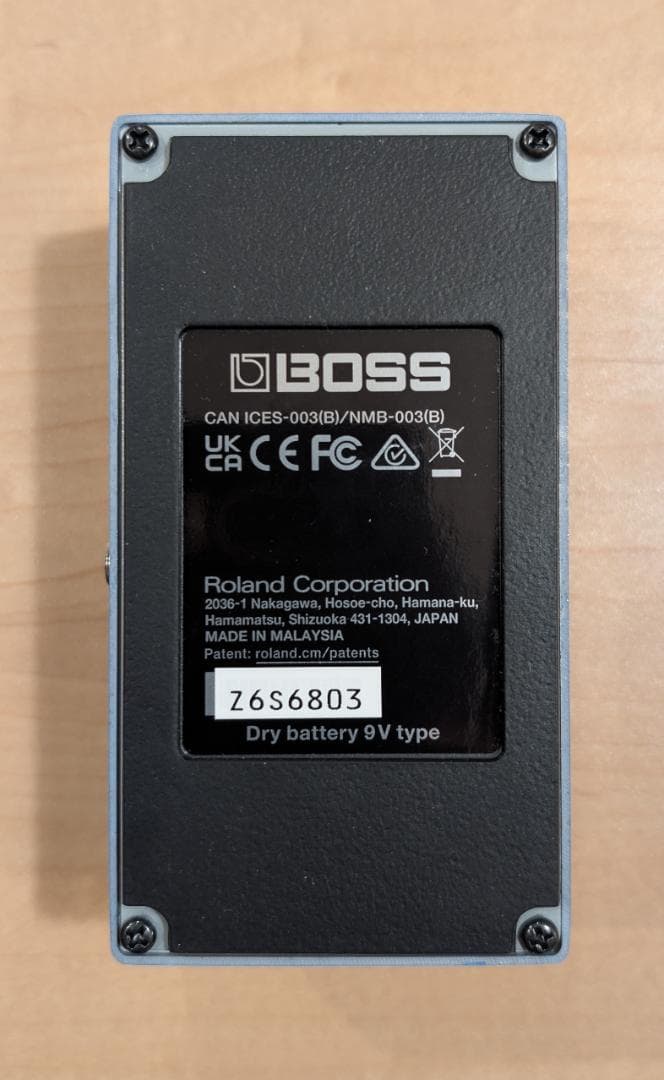 BOSS
CAN ICES-003(B)/NMB-003(B)
UK CA CE FC
Roland Corporation
2036-1 Nakagawa, Hosoe-cho, Hamana-ku,
Hamamatsu, Shizuoka 431-1304, JAPAN
MADE IN MALAYSIA
Patent: roland.cm/patents
Z6S6803
Dry battery 9V type